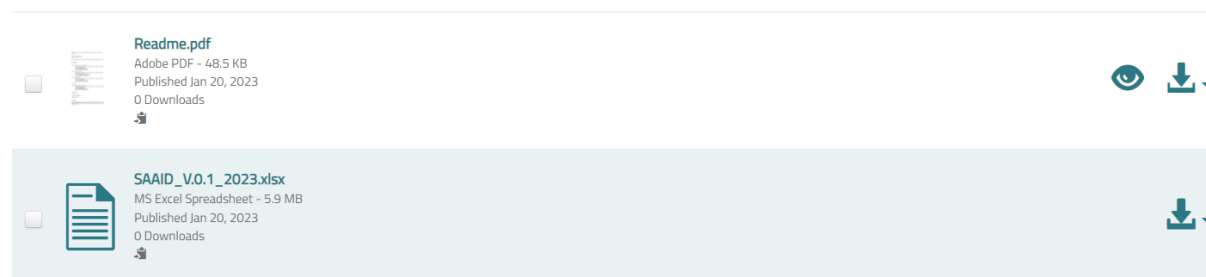 Readme.pdf
Adobe PDF - 48.5 KB
Published Jan 20, 2023
0 Downloads
SAAID_V.0.1_2023.xlsx
MS Excel Spreadsheet - 5.9 MB
Published Jan 20, 2023
0 Downloads